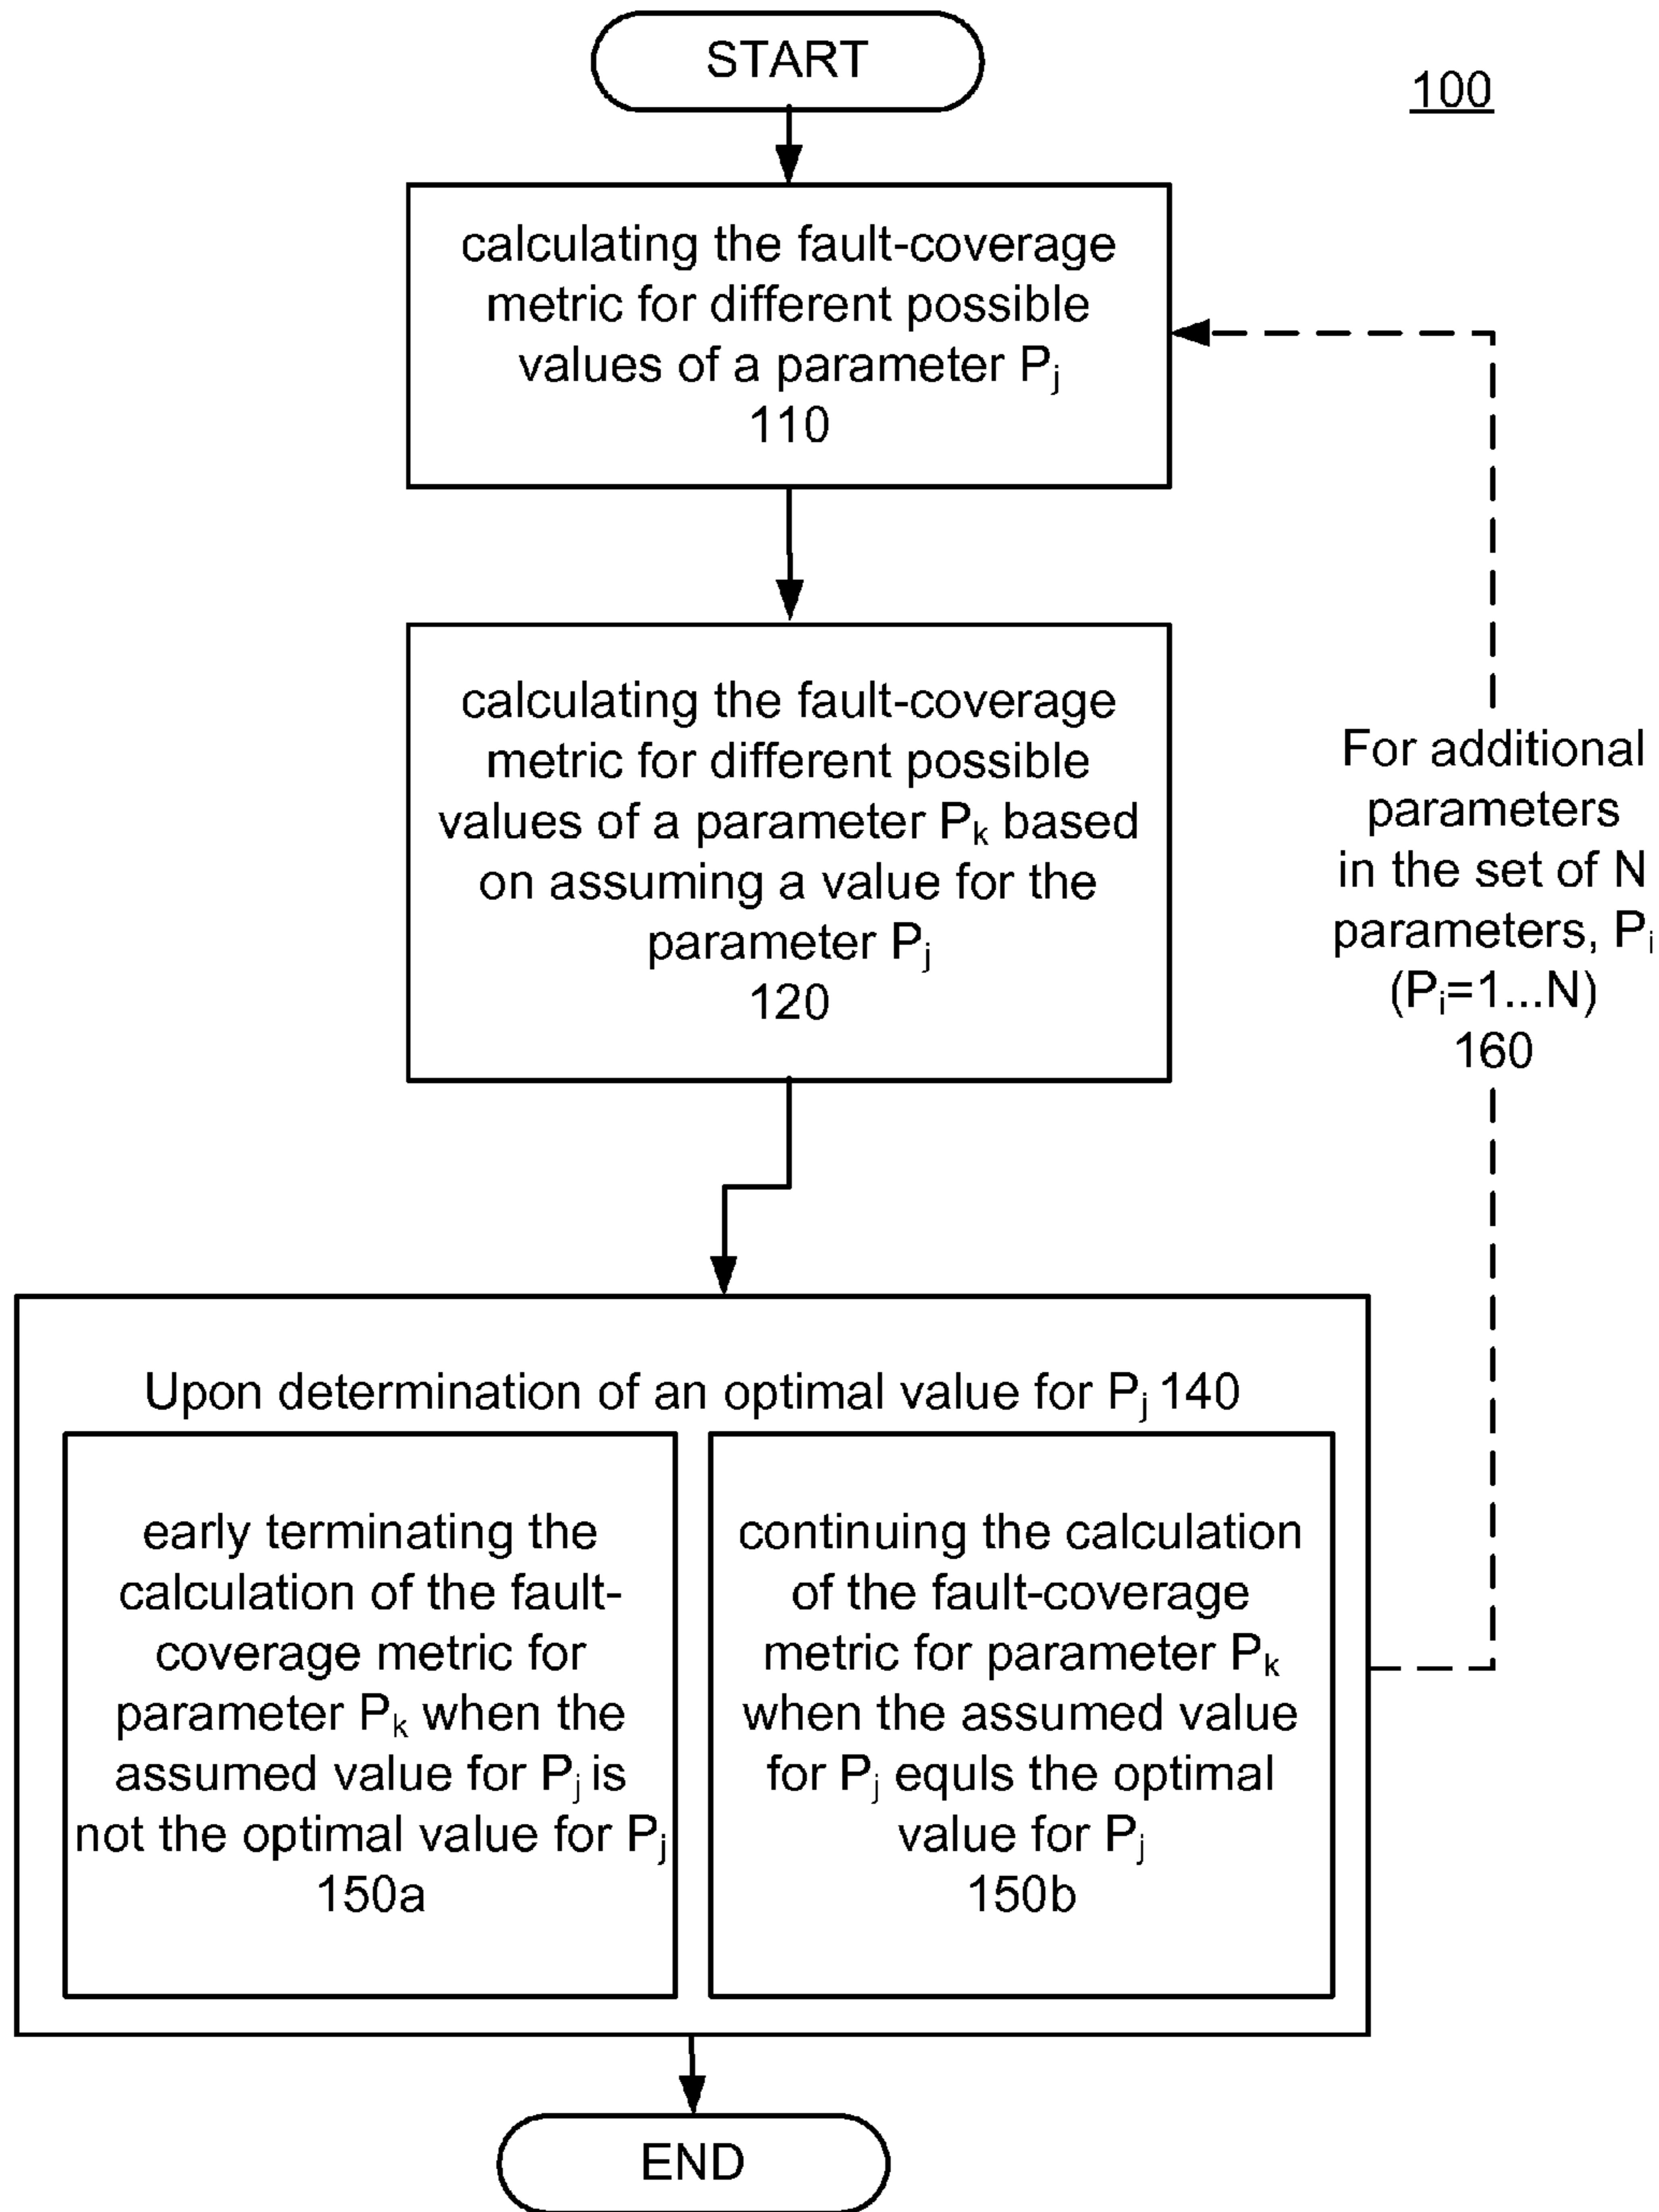 START
100
calculating the fault-coverage
metric for different possible
values of a parameter Pj
110
calculating the fault-coverage
metric for different possible
values of a parameter Pk based
on assuming a value for the
parameter Pj
120
For additional
parameters
in the set of N
parameters, Pi
(Pi=1...N)
160
Upon determination of an optimal value for Pj 140
early terminating the
calculation of the fault-
coverage metric for
parameter Pk when the
assumed value for Pj is
not the optimal value for Pj
150a
continuing the calculation
of the fault-coverage
metric for parameter Pk
when the assumed value
for Pj equls the optimal
value for Pj
150b
END